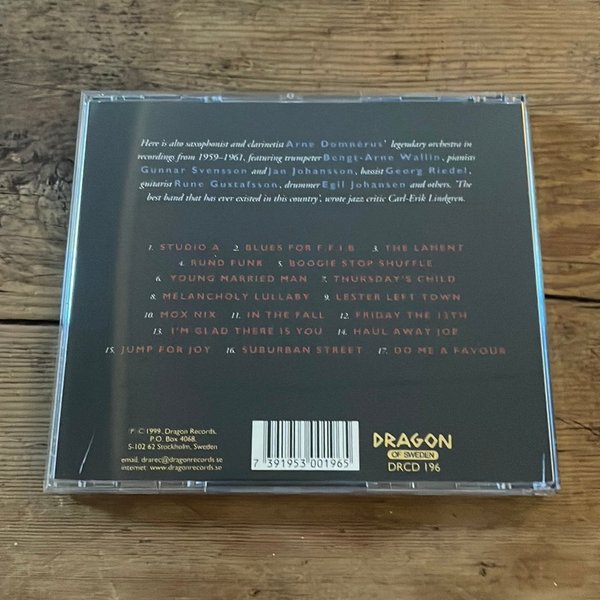 Here is alto saxophonist and clarinetist Arne Domnérus' legendary orchestra in
recordings from 1959–1961, featuring trumpeter Bengt-Arne Wallin, pianists
Gunnar Svensson and Jan Johansson, bassist Georg Riedel,
guitarist Rune Gustafsson, drummer Egil Johansen and others. 'The
best band that has ever existed in this country', wrote jazz critic Carl-Erik Lindgren.
1. STUDIO A 2. BLUES FOR F.F.I.B 3. THE LAMENT
4. RUND FUNK 5. BOOGIE STOP SHUFFLE
6. YOUNG MARRIED MAN 7. THURSDAY'S CHILD
8. MELANCHOLY LULLABY 9. LESTER LEFT TOWN
10. MOX NIX 11. IN THE FALL 12. FRIDAY THE 13TH
13. I'M GLAD THERE IS YOU 14. HAUL AWAY JOE
15. JUMP FOR JOY 16. SUBURBAN STREET 17. DO ME A FAVOUR
℗ © 1999, Dragon Records,
P.O. Box 4068,
S-102 62 Stockholm, Sweden
email. drarec@dragonrecords.se
internet: www.dragonrecords.se
7 391953 001965
DRAGON
OF SWEDEN
DRCD 196